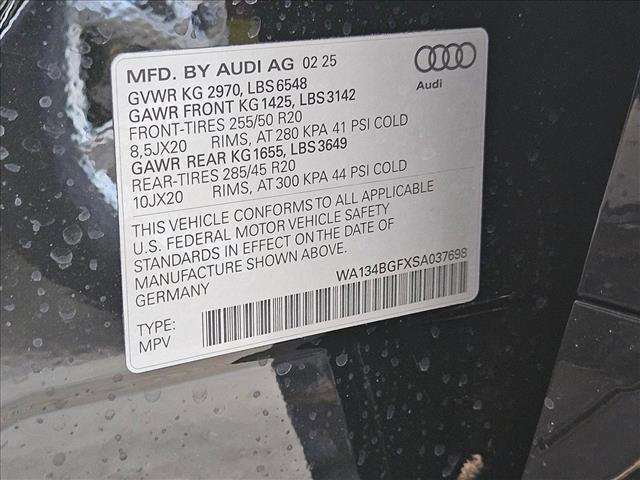 MFD. BY AUDI AG 02 25
GVWR KG 2970, LBS 6548
GAWR FRONT KG 1425, LBS 3142
FRONT-TIRES 255/50 R20
8,5JX20 RIMS, AT 280 KPA 41 PSI COLD
GAWR REAR KG 1655, LBS 3649
REAR-TIRES 285/45 R20
10JX20 RIMS, AT 300 KPA 44 PSI COLD
THIS VEHICLE CONFORMS TO ALL APPLICABLE
U.S. FEDERAL MOTOR VEHICLE SAFETY
STANDARDS IN EFFECT ON THE DATE OF
MANUFACTURE SHOWN ABOVE.
GERMANY
WA134BGFXSA037698
TYPE:
MPV
Audi